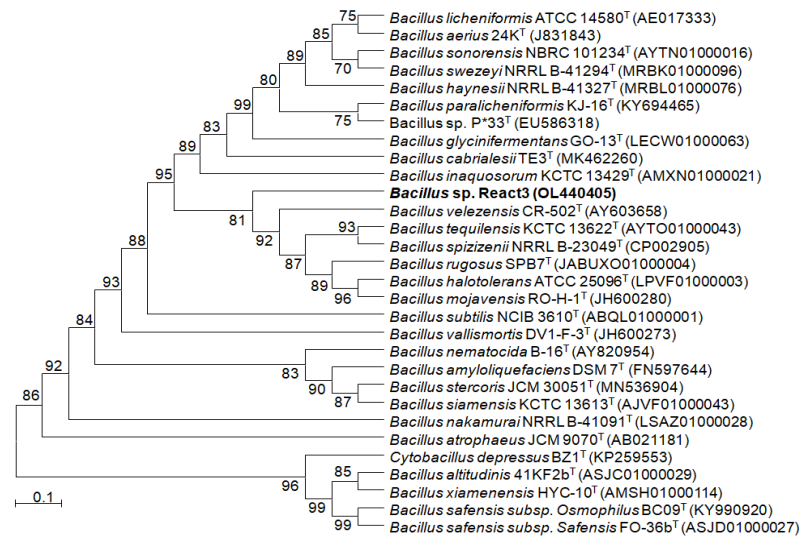 75 Bacillus licheniformis ATCC 14580ᵀ (AE017333)
85 Bacillus aerius 24Kᵀ (J831843)
89 Bacillus sonorensis NBRC 101234ᵀ (AYTN01000016)
70 Bacillus swezeyi NRRL B-41294ᵀ (MRBK01000096)
80 Bacillus haynesii NRRL B-41327ᵀ (MRBL01000076)
99 Bacillus paralicheniformis KJ-16ᵀ (KY694465)
75 Bacillus sp. P*33ᵀ (EU586318)
83 Bacillus glycinifermentans GO-13ᵀ (LECW01000063)
89 Bacillus cabrialesii TE3ᵀ (MK462260)
95 Bacillus inaquosorum KCTC 13429ᵀ (AMXN01000021)
Bacillus sp. React3 (OL440405)
81 Bacillus velezensis CR-502ᵀ (AY603658)
93 Bacillus tequilensis KCTC 13622ᵀ (AYTO01000043)
88 92 Bacillus spizizenii NRRL B-23049ᵀ (CP002905)
87 Bacillus rugosus SPB7ᵀ (JABUXO01000004)
93 89 Bacillus halotolerans ATCC 25096ᵀ (LPVF01000003)
96 Bacillus mojavensis RO-H-1ᵀ (JH600280)
84 Bacillus subtilis NCIB 3610ᵀ (ABQL01000001)
Bacillus vallismortis DV1-F-3ᵀ (JH600273)
92 Bacillus nematocida B-16ᵀ (AY820954)
83 Bacillus amyloliquefaciens DSM 7ᵀ (FN597644)
86 90 Bacillus stercoris JCM 30051ᵀ (MN536904)
87 Bacillus siamensis KCTC 13613ᵀ (AJVF01000043)
Bacillus nakamurai NRRL B-41091ᵀ (LSAZ01000028)
Bacillus atrophaeus JCM 9070ᵀ (AB021181)
Cytobacillus depressus BZ1ᵀ (KP259553)
96 85 Bacillus altitudinis 41KF2bᵀ (ASJC01000029)
0.1 Bacillus xiamenensis HYC-10ᵀ (AMSH01000114)
99 Bacillus safensis subsp. Osmophilus BC09ᵀ (KY990920)
99 Bacillus safensis subsp. Safensis FO-36bᵀ (ASJD01000027)